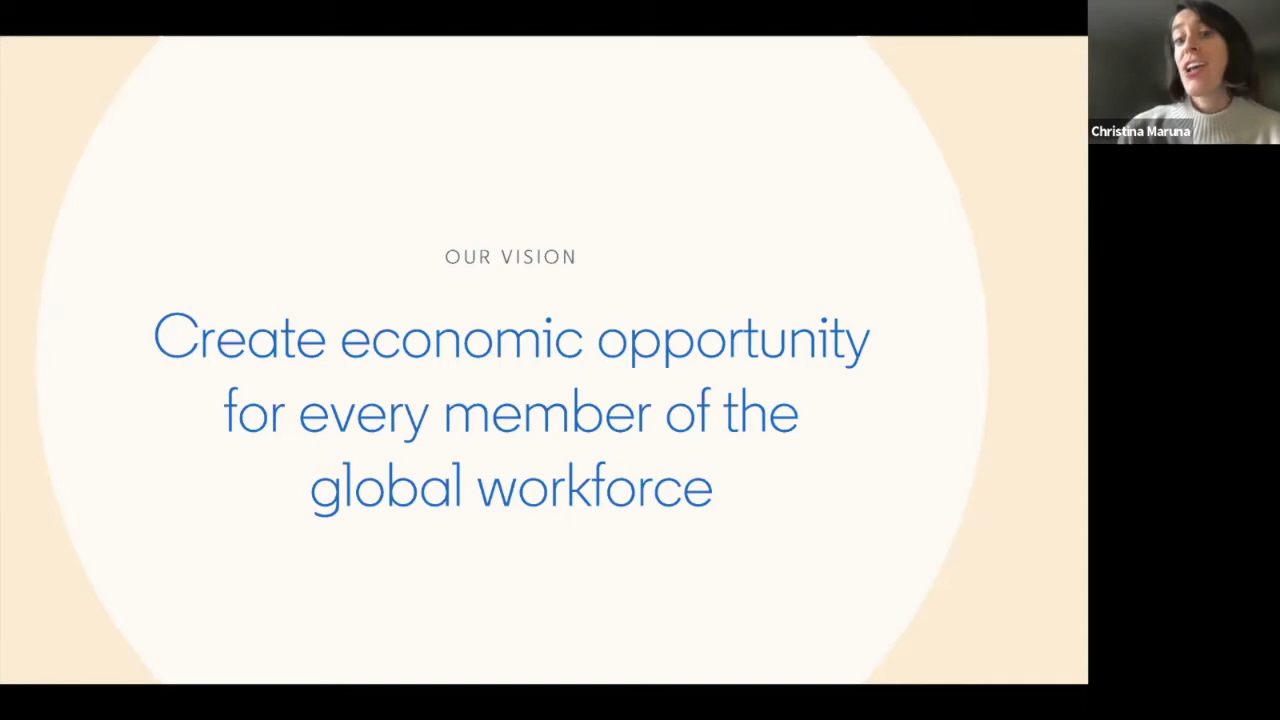 OUR VISION
Create economic opportunity
for every member of the
global workforce
Christina Maruna